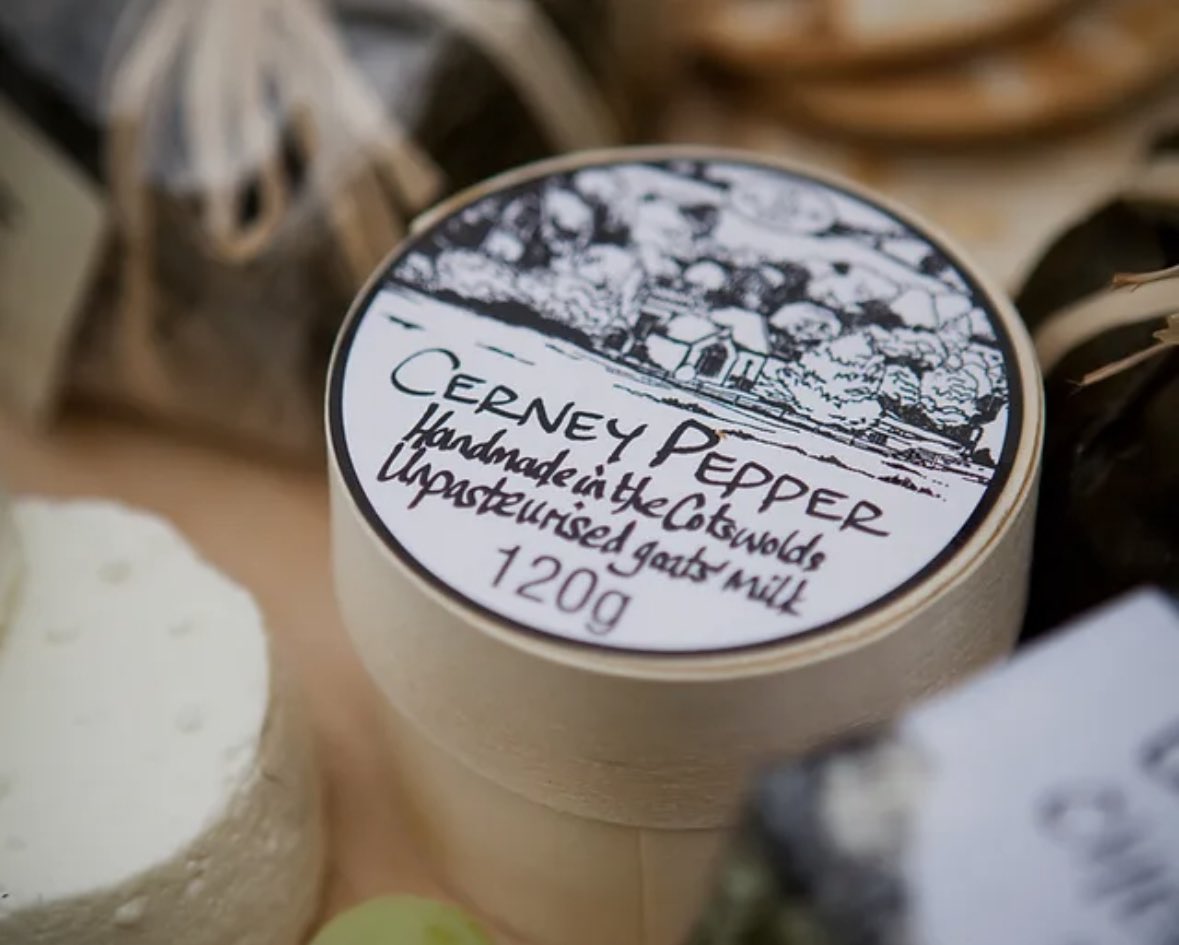 CERNEY PEPPER
Handmade in the Cotswolds
Unpasteurised goats' milk
120g